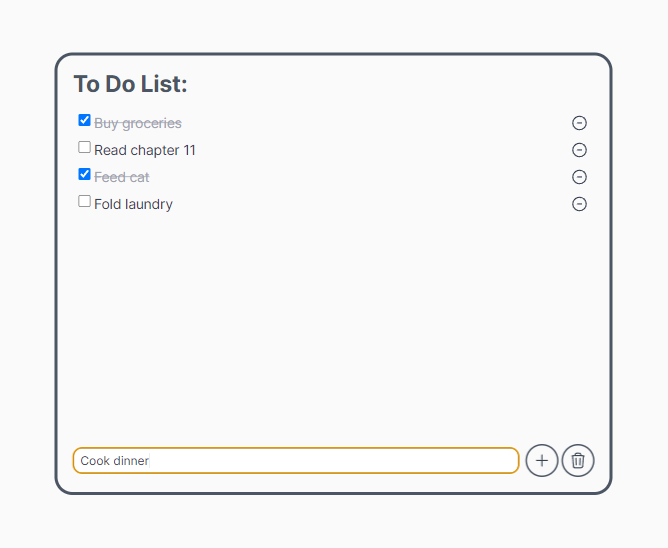 To Do List:
Buy groceries
Read chapter 11
Feed cat
Fold laundry
Cook dinner